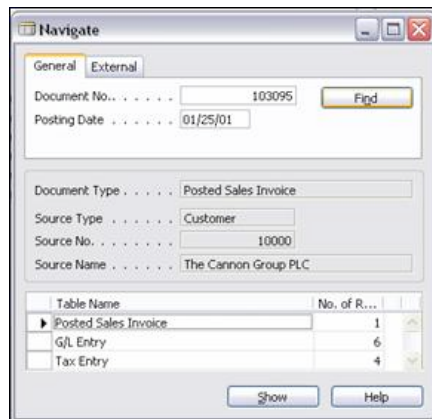 Navigate
General External
Document No.. . . . . . 103095 Find
Posting Date . . . . . . 01/25/01
Document Type . . . . . Posted Sales Invoice
Source Type . . . . . . Customer
Source No. . . . . . . . 10000
Source Name . . . . . . The Cannon Group PLC
Table Name No. of R...
Posted Sales Invoice 1
G/L Entry 6
Tax Entry 4
Show Help